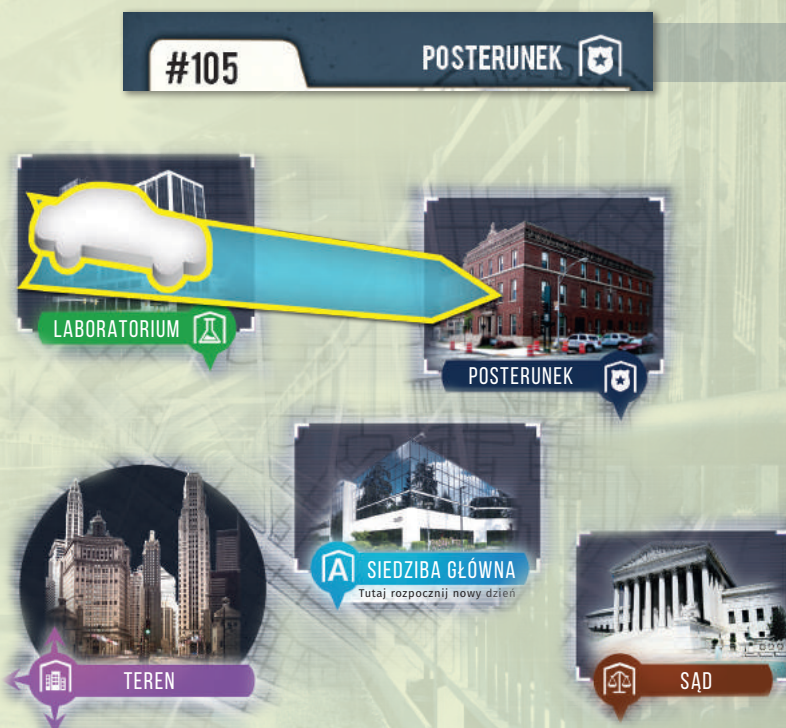 #105
POSTERUNEK
LABORATORIUM
POSTERUNEK
A SIEDZIBA GŁÓWNA
Tutaj rozpocznij nowy dzień
TEREN
SĄD